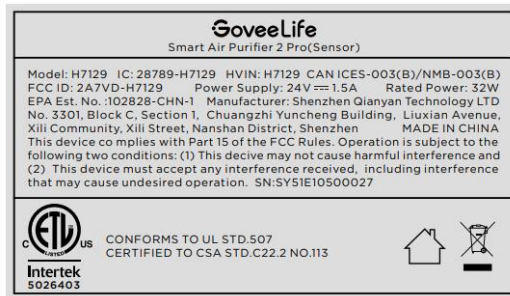 GoveeLife
Smart Air Purifier 2 Pro(Sensor)
Model: H7129 IC: 28789-H7129 HVIN: H7129 CAN ICES-003(B)/NMB-003(B)
FCC ID: 2A7VD-H7129 Power Supply: 24V⎓1.5A Rated Power: 32W
EPA Est. No. :102828-CHN-1 Manufacturer: Shenzhen Qianyan Technology LTD
No. 3301, Block C, Section 1, Chuangzhi Yuncheng Building, Liuxian Avenue,
Xili Community, Xili Street, Nanshan District, Shenzhen MADE IN CHINA
This device co mplies with Part 15 of the FCC Rules. Operation is subject to the
following two conditions: (1) This decive may not cause harmful interference and
(2) This device must accept any interference received, including interference
that may cause undesired operation. SN:SY51E10500027
C ETL US
LISTED
CONFORMS TO UL STD.507
CERTIFIED TO CSA STD.C22.2 NO.113
Intertek
5026403